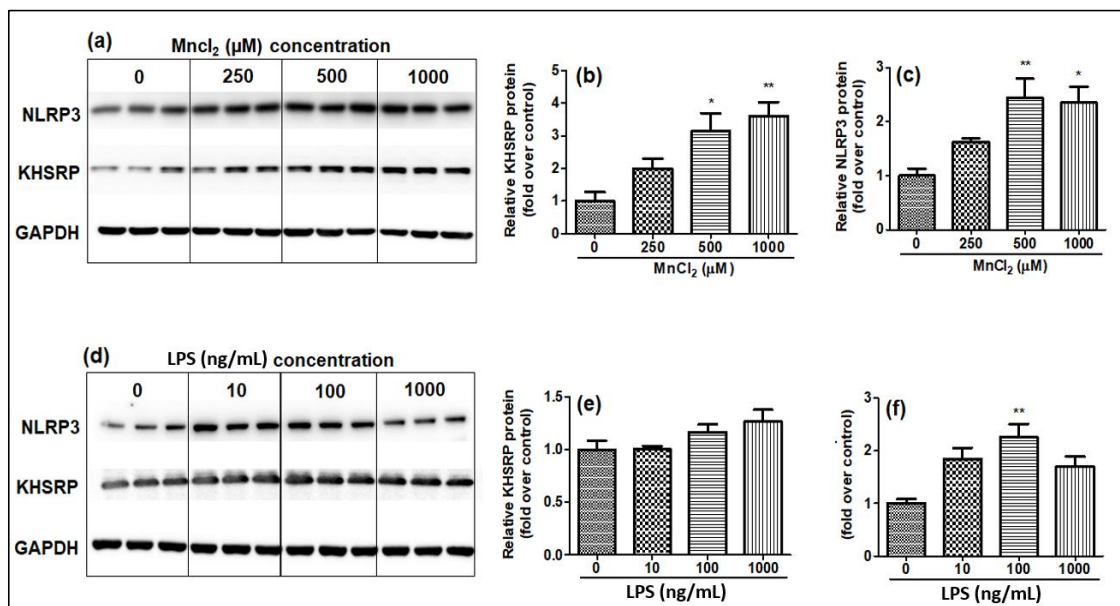 (a)
Mncl₂ (µM) concentration
0 250 500 1000
NLRP3
KHSRP
GAPDH
(b)
Relative KHSRP protein
(fold over control)
6
4
2
0
* **
0 250 500 1000
MnCl₂ (µM)
(c)
Relative NLRP3 protein
(fold over control)
3
2
1
0
** *
0 250 500 1000
MnCl₂ (µM)
(d)
LPS (ng/mL) concentration
0 10 100 1000
NLRP3
KHSRP
GAPDH
(e)
Relative KHSRP protein
(fold over control)
1.5
1.0
0.5
0.0
0 10 100 1000
LPS (ng/mL)
(f)
(fold over control)
3
2
1
0
**
0 10 100 1000
LPS (ng/mL)